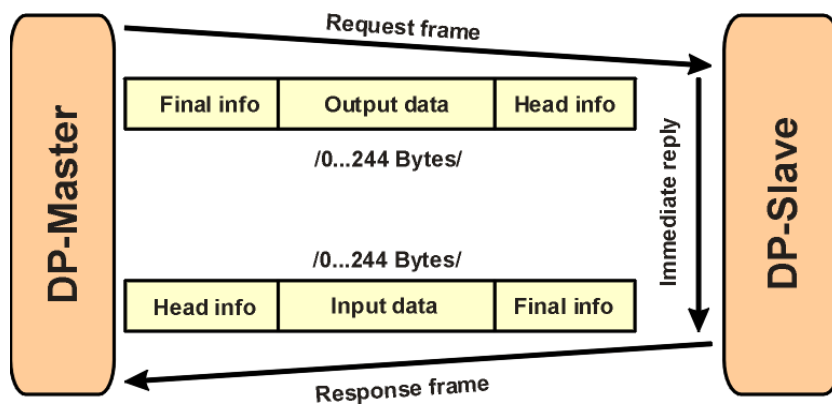 DP-Master
Request frame
Final info
Output data
Head info
/0...244 Bytes/
Immediate reply
/0...244 Bytes/
Head info
Input data
Final info
Response frame
DP-Slave